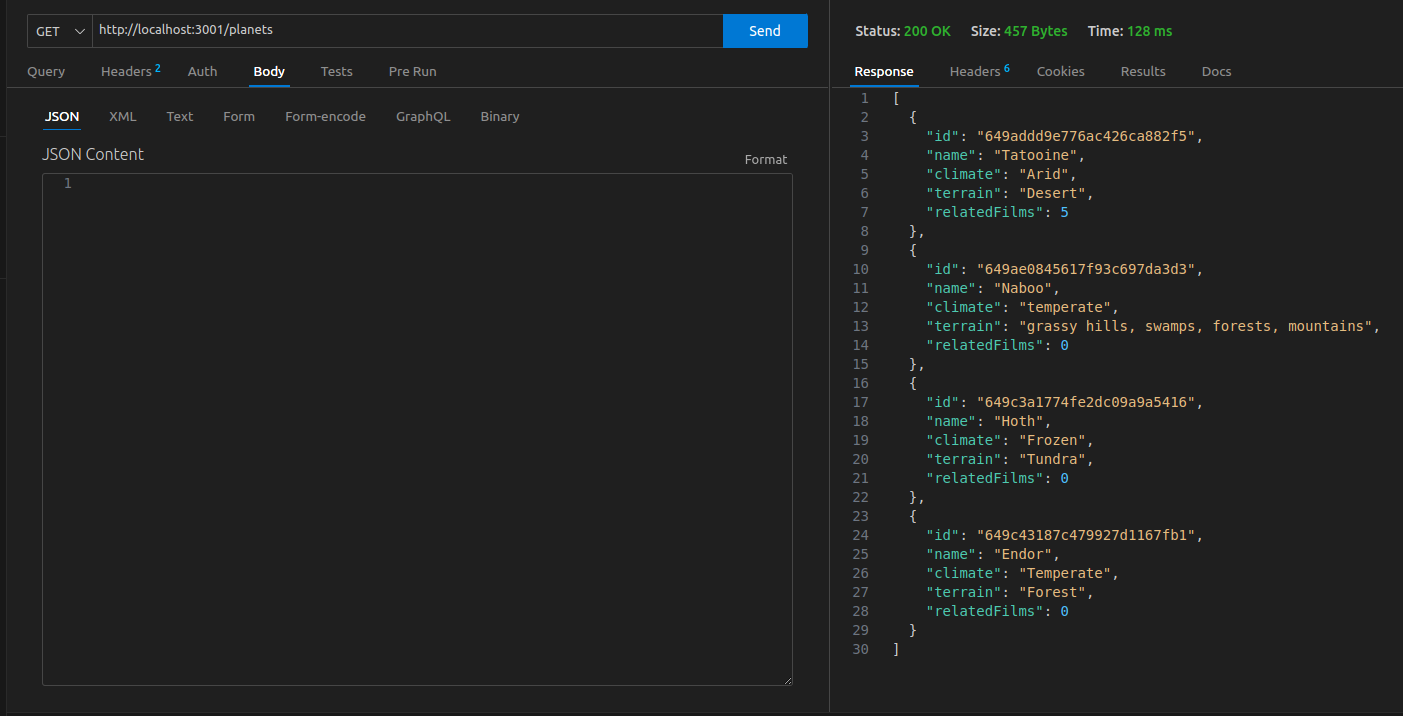 GET http://localhost:3001/planets Send
Query Headers 2 Auth Body Tests Pre Run
JSON XML Text Form Form-encode GraphQL Binary
JSON Content
Format
1
Status: 200 OK Size: 457 Bytes Time: 128 ms
Response Headers 6 Cookies Results Docs
1 [
2 {
3 "id": "649addd9e776ac426ca882f5",
4 "name": "Tatooine",
5 "climate": "Arid",
6 "terrain": "Desert",
7 "relatedFilms": 5
8 },
9 {
10 "id": "649ae0845617f93c697da3d3",
11 "name": "Naboo",
12 "climate": "temperate",
13 "terrain": "grassy hills, swamps, forests, mountains",
14 "relatedFilms": 0
15 },
16 {
17 "id": "649c3a1774fe2dc09a9a5416",
18 "name": "Hoth",
19 "climate": "Frozen",
20 "terrain": "Tundra",
21 "relatedFilms": 0
22 },
23 {
24 "id": "649c43187c479927d1167fb1",
25 "name": "Endor",
26 "climate": "Temperate",
27 "terrain": "Forest",
28 "relatedFilms": 0
29 }
30 ]